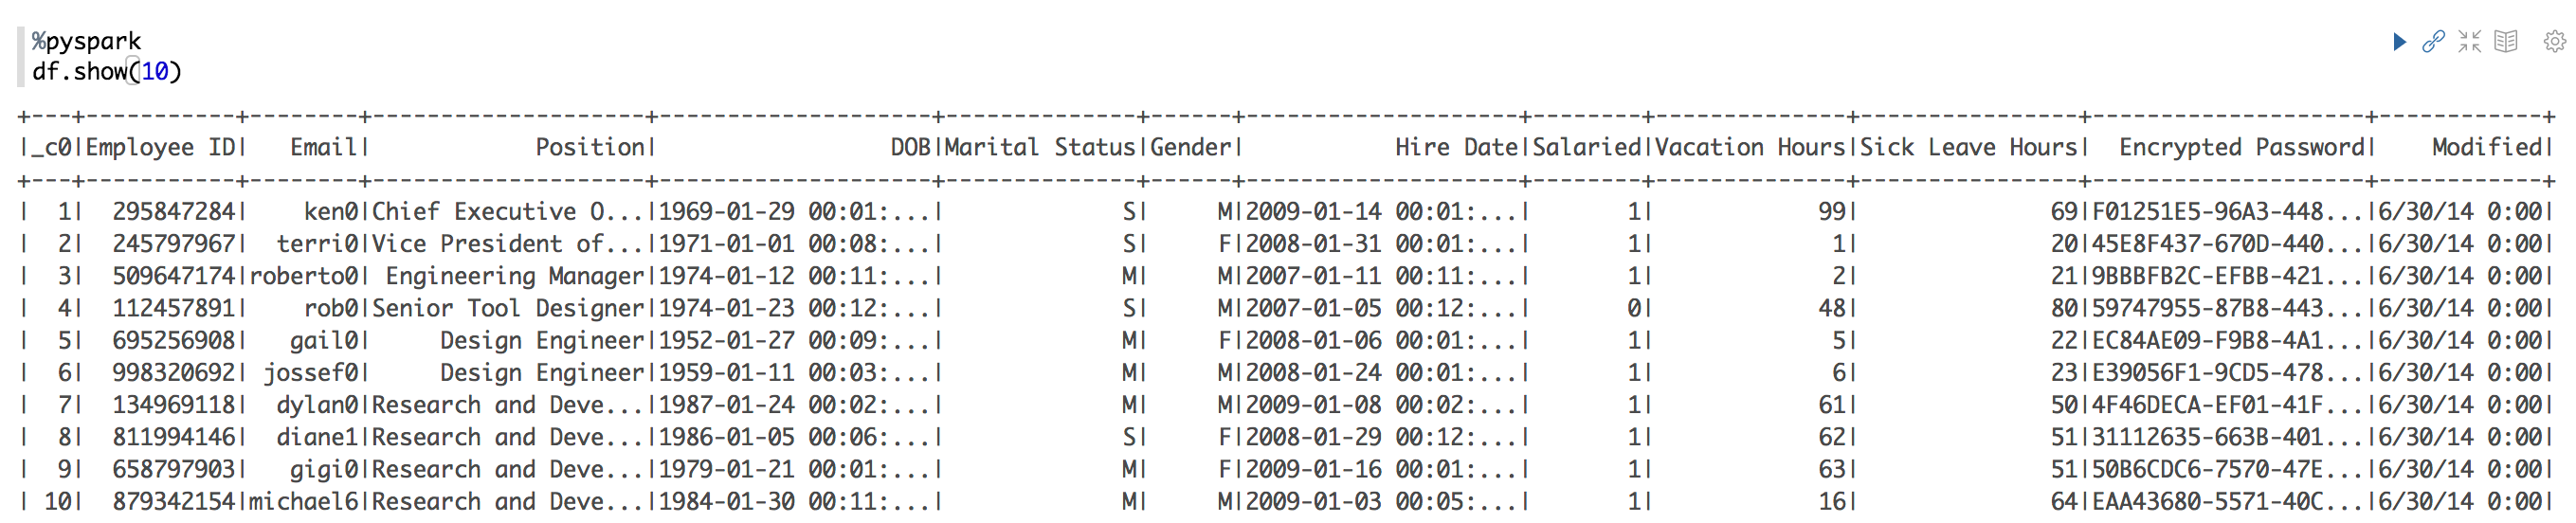 %pyspark
df.show(10)
+---+-----------+--------+--------------------+--------------------+--------------+------+--------------------+--------+--------------+----------------+--------------------+------------+
|_c0|Employee ID|   Email|            Position|                 DOB|Marital Status|Gender|           Hire Date|Salaried|Vacation Hours|Sick Leave Hours|  Encrypted Password|    Modified|
+---+-----------+--------+--------------------+--------------------+--------------+------+--------------------+--------+--------------+----------------+--------------------+------------+
|  1|  295847284|    ken0|Chief Executive O...|1969-01-29 00:01:...|             S|     M|2009-01-14 00:01:...|       1|            99|              69|F01251E5-96A3-448...|6/30/14 0:00|
|  2|  245797967|  terri0|Vice President of...|1971-01-01 00:08:...|             S|     F|2008-01-31 00:01:...|       1|             1|              20|45E8F437-670D-440...|6/30/14 0:00|
|  3|  509647174|roberto0| Engineering Manager|1974-01-12 00:11:...|             M|     M|2007-01-11 00:11:...|       1|             2|              21|9BBBFB2C-EFBB-421...|6/30/14 0:00|
|  4|  112457891|    rob0|Senior Tool Designer|1974-01-23 00:12:...|             S|     M|2007-01-05 00:12:...|       0|            48|              80|59747955-87B8-443...|6/30/14 0:00|
|  5|  695256908|   gail0|     Design Engineer|1952-01-27 00:09:...|             M|     F|2008-01-06 00:01:...|       1|             5|              22|EC84AE09-F9B8-4A1...|6/30/14 0:00|
|  6|  998320692| jossef0|     Design Engineer|1959-01-11 00:03:...|             M|     M|2008-01-24 00:01:...|       1|             6|              23|E39056F1-9CD5-478...|6/30/14 0:00|
|  7|  134969118|  dylan0|Research and Deve...|1987-01-24 00:02:...|             M|     M|2009-01-08 00:02:...|       1|            61|              50|4F46DECA-EF01-41F...|6/30/14 0:00|
|  8|  811994146|  diane1|Research and Deve...|1986-01-05 00:06:...|             S|     F|2008-01-29 00:12:...|       1|            62|              51|31112635-663B-401...|6/30/14 0:00|
|  9|  658797903|   gigi0|Research and Deve...|1979-01-21 00:01:...|             M|     F|2009-01-16 00:01:...|       1|            63|              51|50B6CDC6-7570-47E...|6/30/14 0:00|
| 10|  879342154|michael6|Research and Deve...|1984-01-30 00:11:...|             M|     M|2009-01-03 00:05:...|       1|            16|              64|EAA43680-5571-40C...|6/30/14 0:00|